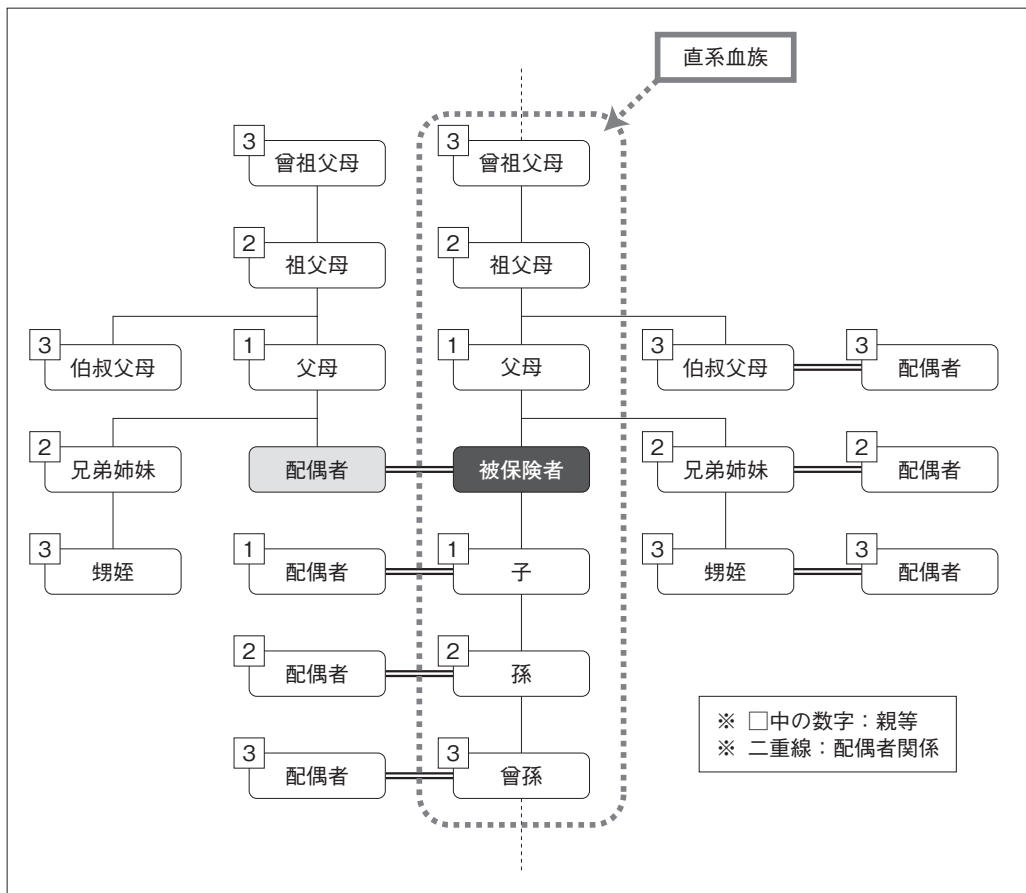 直系血族
3
曾祖父母
3
曾祖父母
2
祖父母
2
祖父母
3
伯叔父母
1
父母
1
父母
3
伯叔父母
3
配偶者
2
兄弟姉妹
配偶者
被保険者
2
兄弟姉妹
2
配偶者
3
甥姪
1
配偶者
1
子
3
甥姪
3
配偶者
2
配偶者
2
孫
3
配偶者
3
曾孫
※ □中の数字：親等
※ 二重線：配偶者関係